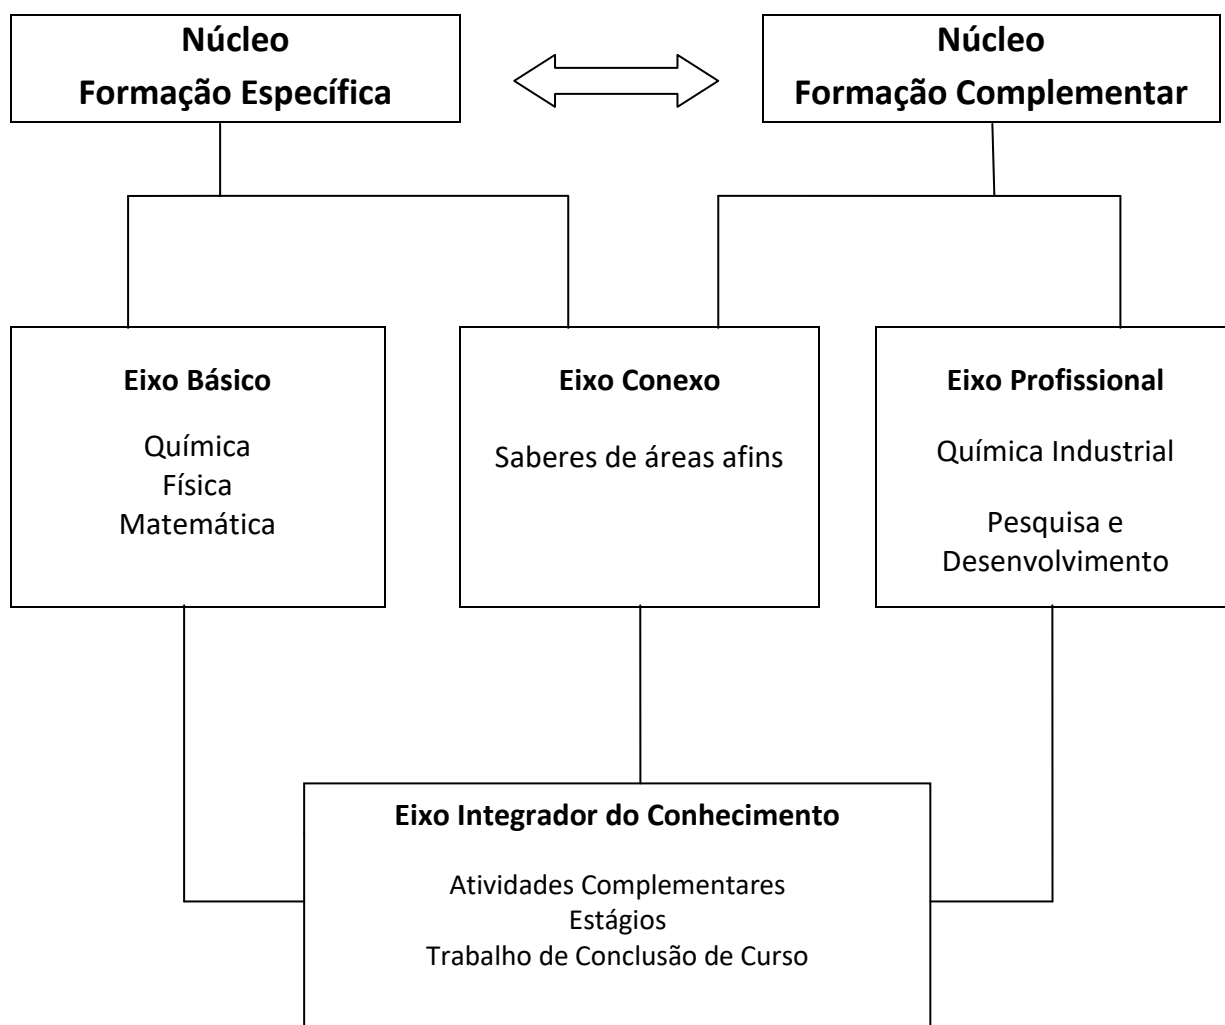 Núcleo
Formação Específica
Núcleo
Formação Complementar
Eixo Básico
Química
Física
Matemática
Eixo Conexo
Saberes de áreas afins
Eixo Profissional
Química Industrial
Pesquisa e
Desenvolvimento
Eixo Integrador do Conhecimento
Atividades Complementares
Estágios
Trabalho de Conclusão de Curso